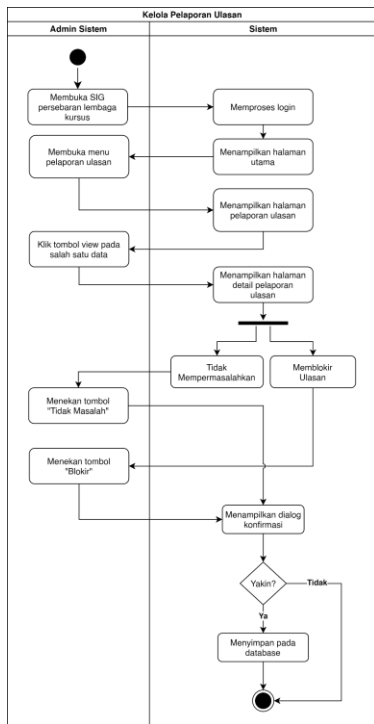 Kelola Pelaporan Ulasan
Admin Sistem
Sistem
Membuka SIG
persebaran lembaga
kursus
Memproses login
Menampilkan halaman
utama
Membuka menu
pelaporan ulasan
Menampilkan halaman
pelaporan ulasan
Klik tombol view pada
salah satu data
Menampilkan halaman
detail pelaporan
ulasan
Tidak
Mempermasalahkan
Memblokir
Ulasan
Menekan tombol
"Tidak Masalah"
Menekan tombol
"Blokir"
Menampilkan dialog
konfirmasi
Yakin?
Tidak
Ya
Menyimpan pada
database